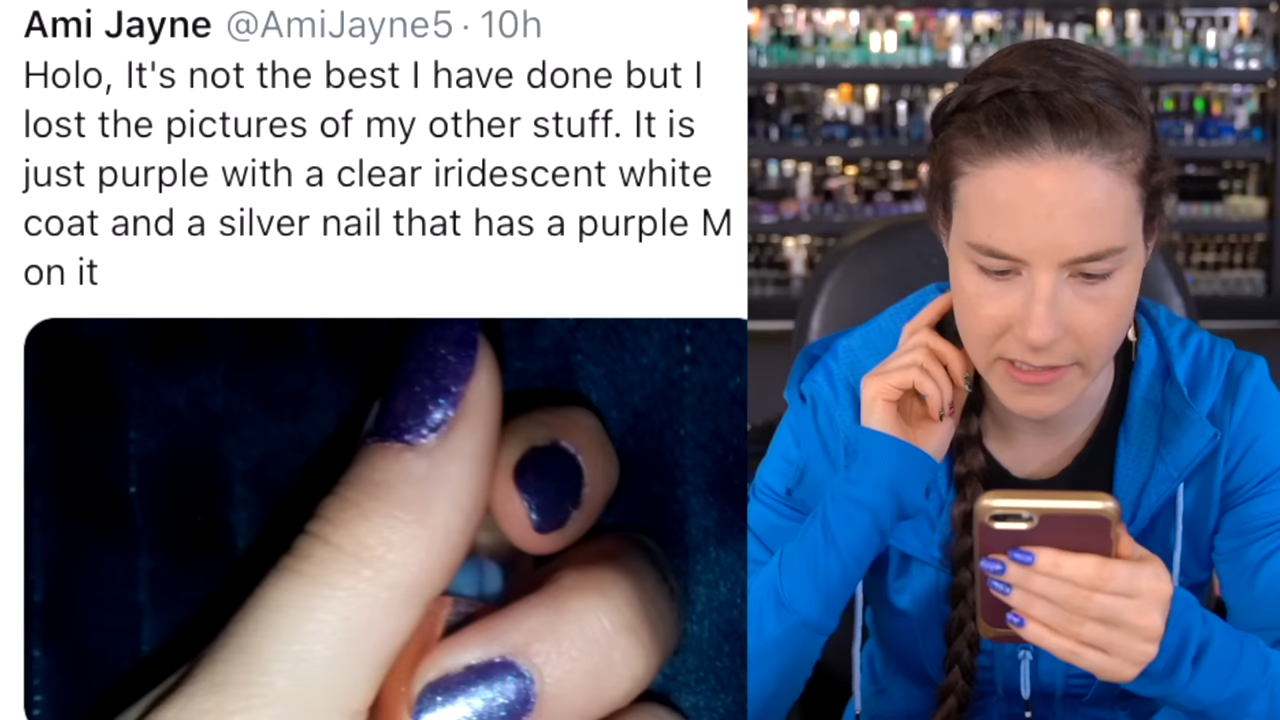 Ami Jayne @AmiJayne5 · 10h
Holo, It's not the best I have done but I
lost the pictures of my other stuff. It is
just purple with a clear iridescent white
coat and a silver nail that has a purple M
on it